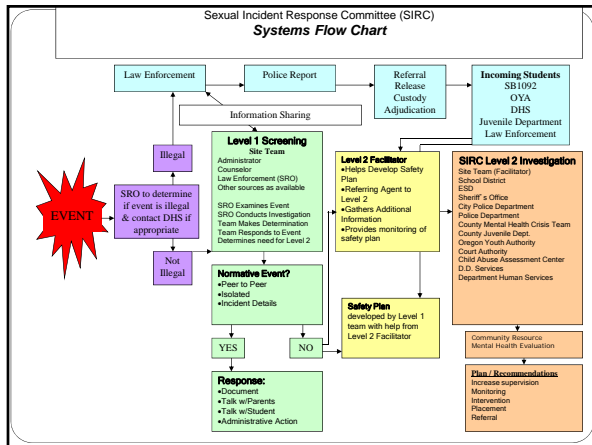 Sexual Incident Response Committee (SIRC)
Systems Flow Chart
Law Enforcement
Police Report
Referral
Release
Custody
Adjudication
Incoming Students
SB1092
OYA
DHS
Juvenile Department
Law Enforcement
Information Sharing
EVENT
Illegal
SRO to determine
if event is illegal
& contact DHS if
appropriate
Not
Illegal
Level 1 Screening
Site Team
Administrator
Counselor
Law Enforcement (SRO)
Other sources as available
SRO Examines Event
SRO Conducts Investigation
Team Makes Determination
Team Responds to Event
Determines need for Level 2
Normative Event?
•Peer to Peer
•Isolated
•Incident Details
YES
NO
Response:
•Document
•Talk w/Parents
•Talk w/Student
•Administrative Action
Level 2 Facilitator
•Helps Develop Safety
Plan
•Referring Agent to
Level 2
•Gathers Additional
Information
•Provides monitoring of
safety plan
Safety Plan
developed by Level 1
team with help from
Level 2 Facilitator
SIRC Level 2 Investigation
Site Team (Facilitator)
School District
ESD
Sheriff`s Office
City Police Department
Police Department
County Mental Health Crisis Team
County Juvenile Dept.
Oregon Youth Authority
Court Authority
Child Abuse Assessment Center
D.D. Services
Department Human Services
Community Resource
Mental Health Evaluation
Plan / Recommendations
Increase supervision
Monitoring
Intervention
Placement
Referral